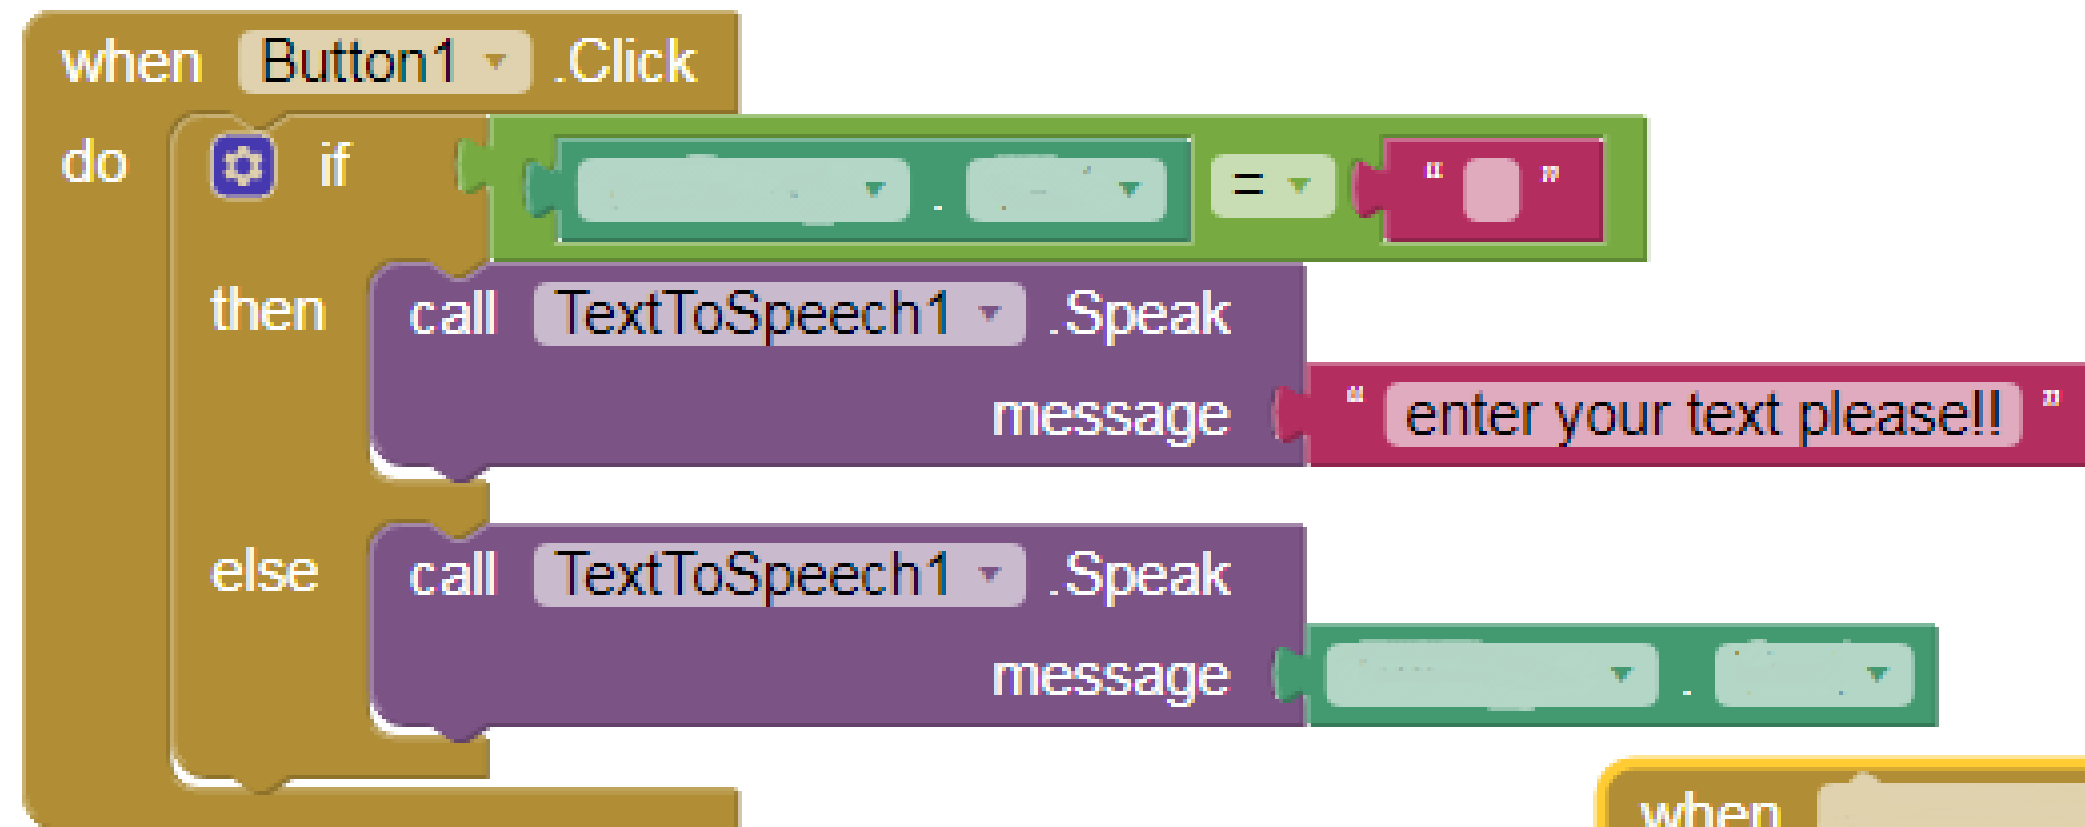 when Button1 .Click
do if . = “ ”
then call TextToSpeech1 .Speak
message “ enter your text please!! ”
else call TextToSpeech1 .Speak
message .
when